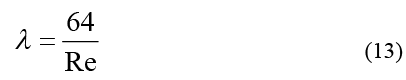 λ = 64/Re (13)